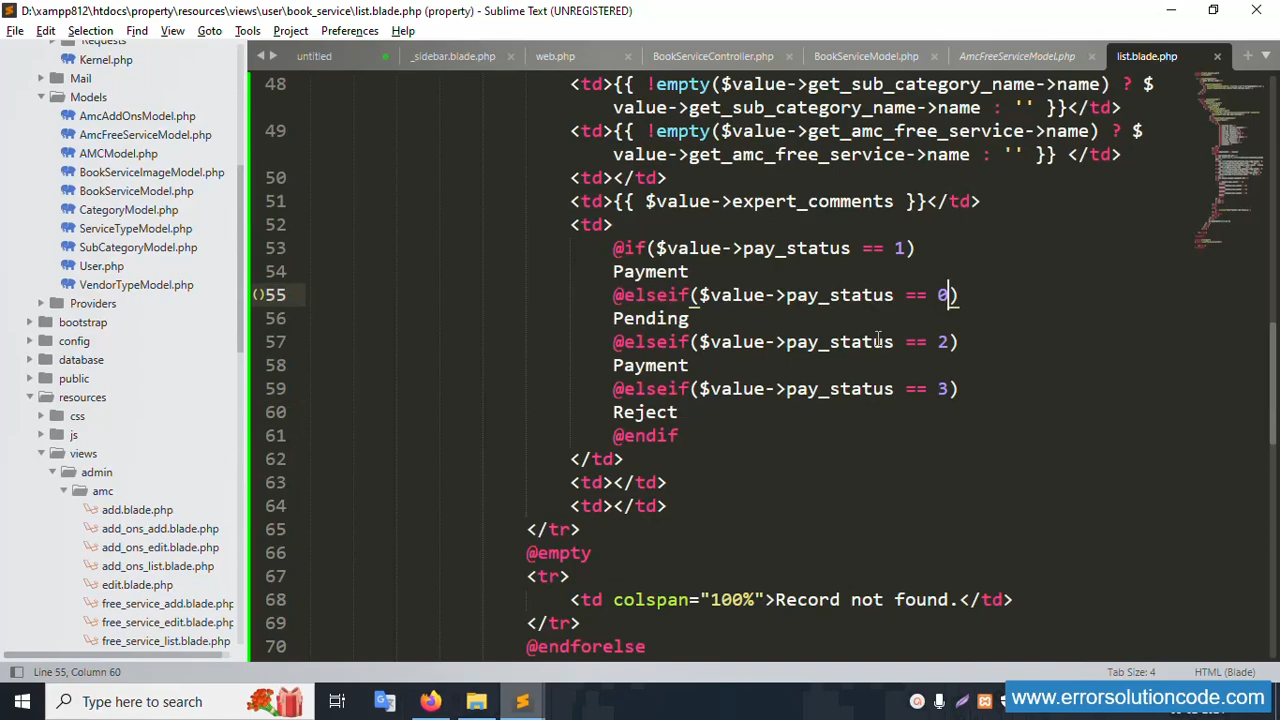 D:\xampp812\htdocs\property\resources\views\user\book_service\list.blade.php (property) - Sublime Text (UNREGISTERED)
File Edit Selection Find View Goto Tools Project Preferences Help
untitled _sidebar.blade.php web.php BookServiceController.php BookServiceModel.php AmcFreeServiceModel.php list.blade.php
Requests
Kernel.php
Mail
Models
AmcAddOnsModel.php
AmcFreeServiceModel.php
AMCModel.php
BookServiceImageModel.php
BookServiceModel.php
CategoryModel.php
ServiceTypeModel.php
SubCategoryModel.php
User.php
VendorTypeModel.php
Providers
bootstrap
config
database
public
resources
css
js
views
admin
amc
add.blade.php
add_ons_add.blade.php
add_ons_edit.blade.php
add_ons_list.blade.php
edit.blade.php
free_service_add.blade.php
free_service_edit.blade.php
free_service_list.blade.php
48 <td>{{ !empty($value->get_sub_category_name->name) ? $
value->get_sub_category_name->name : '' }}</td>
49 <td>{{ !empty($value->get_amc_free_service->name) ? $
value->get_amc_free_service->name : '' }} </td>
50 <td></td>
51 <td>{{ $value->expert_comments }}</td>
52 <td>
53 @if($value->pay_status == 1)
54 Payment
55 @elseif($value->pay_status == 0)
56 Pending
57 @elseif($value->pay_status == 2)
58 Payment
59 @elseif($value->pay_status == 3)
60 Reject
61 @endif
62 </td>
63 <td></td>
64 <td></td>
65 </tr>
66 @empty
67 <tr>
68 <td colspan="100%">Record not found.</td>
69 </tr>
70 @endforelse
Line 55, Column 60 Tab Size: 4 HTML (Blade)
Type here to search
www.errorsolutioncode.com